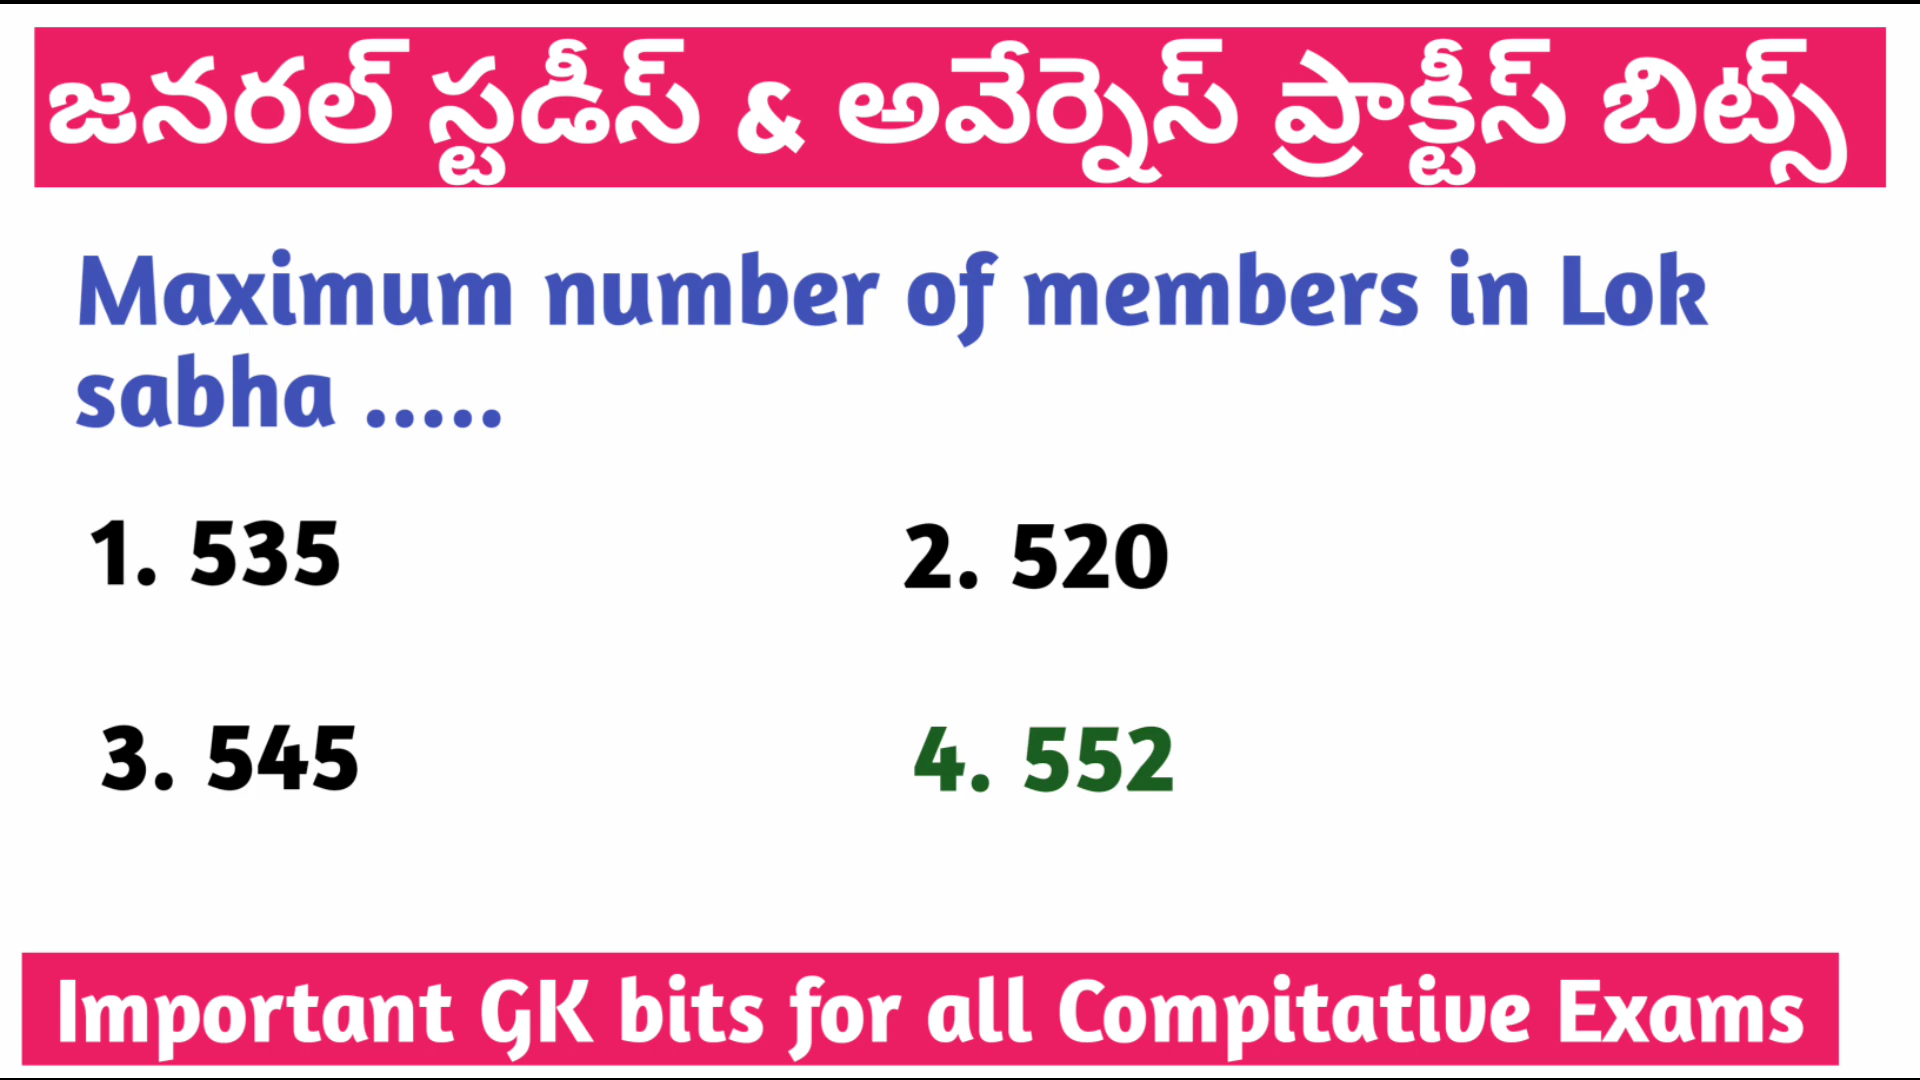 జనరల్ స్టడీస్ & అవేర్నెస్ ప్రాక్టీస్ బిట్స్
Maximum number of members in Lok
sabha .....
1. 535 2. 520
3. 545 4. 552
Important GK bits for all Compitative Exams